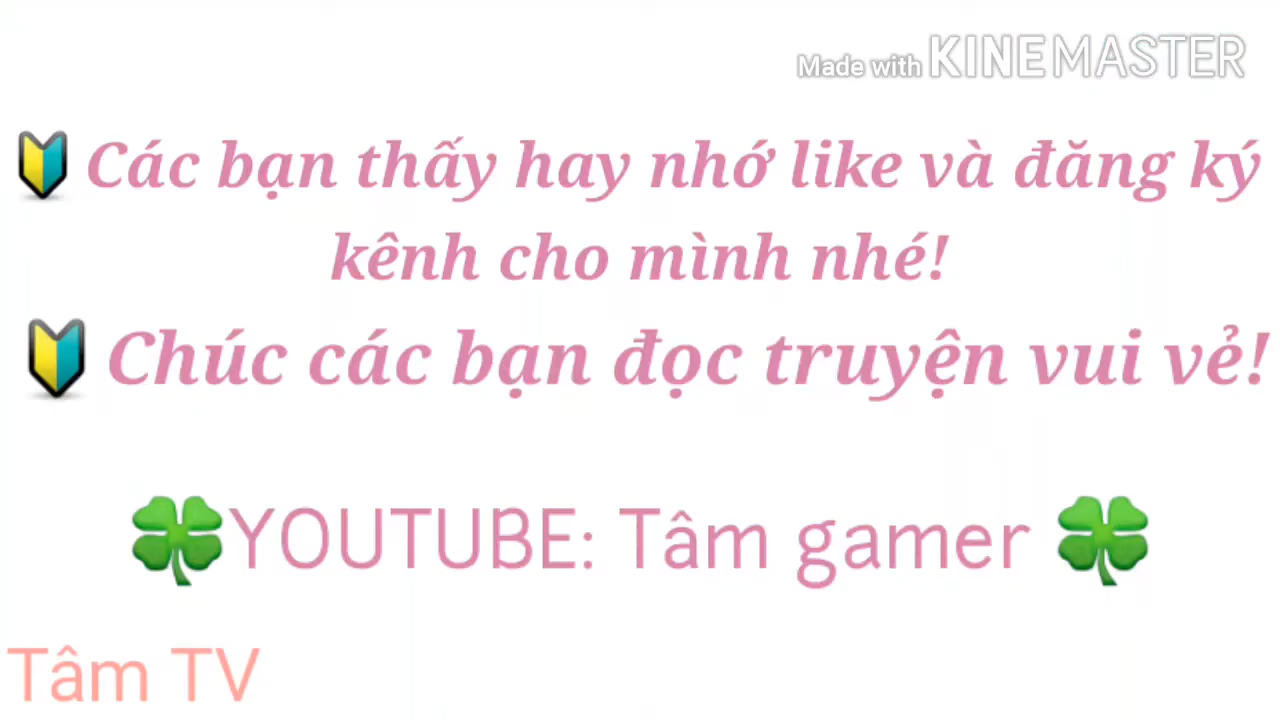 Made with KINEMASTER
🔰Các bạn thấy hay nhớ like và đăng ký
kênh cho mình nhé!
🔰Chúc các bạn đọc truyện vui vẻ!
🍀YOUTUBE: Tâm gamer 🍀
Tâm TV